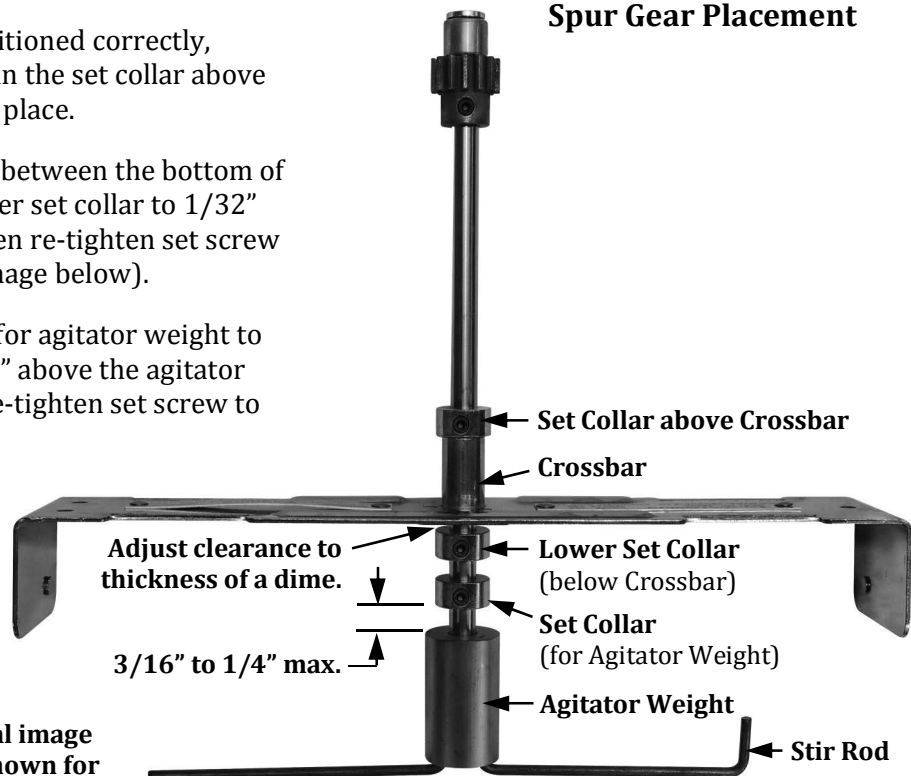 Spur Gear Placement
itioned correctly,
in the set collar above
place.
between the bottom of
er set collar to 1/32”
en re-tighten set screw
nage below).
for agitator weight to
” above the agitator
e-tighten set screw to
Set Collar above Crossbar
Crossbar
Adjust clearance to
thickness of a dime.
Lower Set Collar
(below Crossbar)
Set Collar
(for Agitator Weight)
3/16” to 1/4” max.
Agitator Weight
al image
nown for
Stir Rod